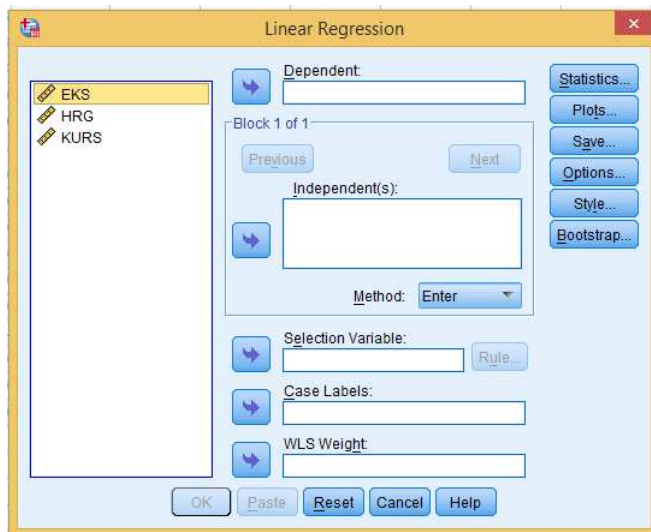 Linear Regression
EKS
HRG
KURS
Dependent:
Block 1 of 1
Previous
Next
Independent(s):
Method:
Enter
Selection Variable:
Rule...
Case Labels:
WLS Weight:
Statistics...
Plots...
Save...
Options...
Style...
Bootstrap...
OK
Paste
Reset
Cancel
Help